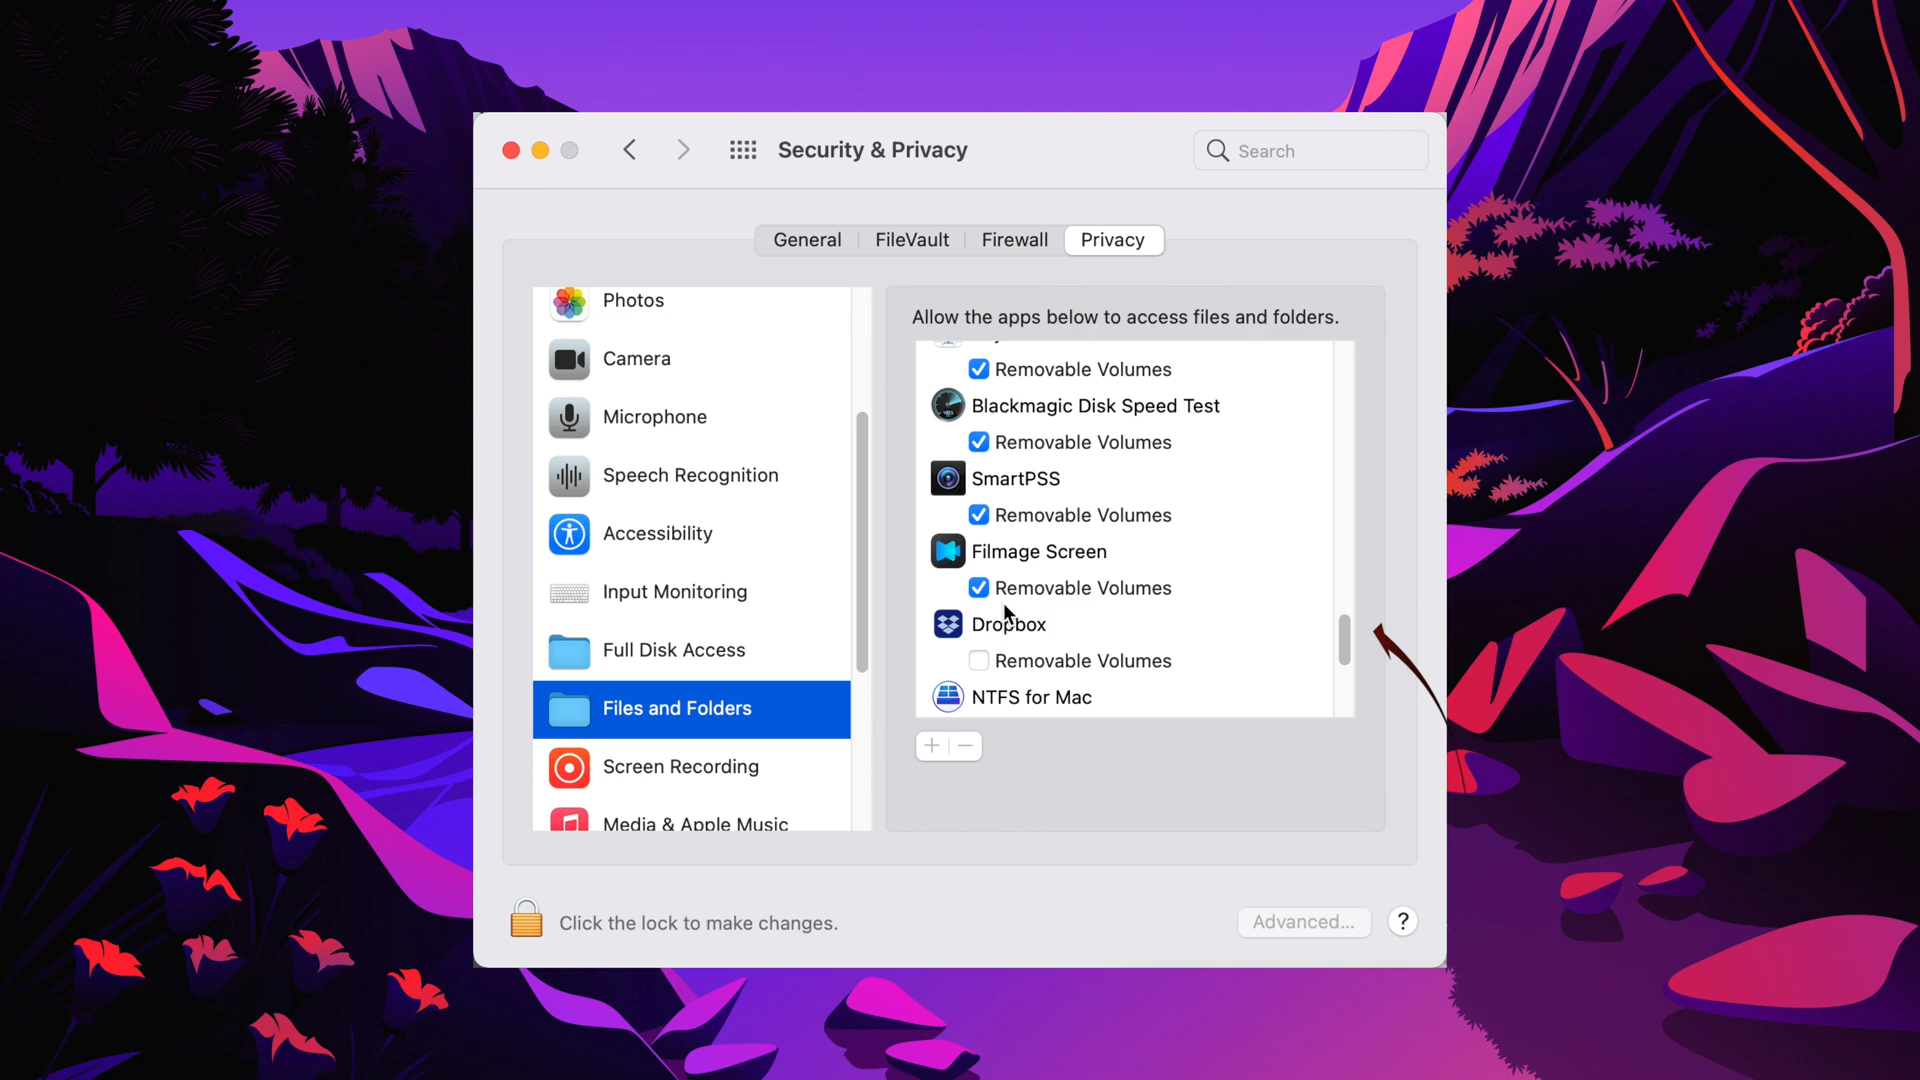 Security & Privacy
Search
General
FileVault
Firewall
Privacy
Photos
Camera
Microphone
Speech Recognition
Accessibility
Input Monitoring
Full Disk Access
Files and Folders
Screen Recording
Media & Apple Music
Allow the apps below to access files and folders.
Removable Volumes
Blackmagic Disk Speed Test
Removable Volumes
SmartPSS
Removable Volumes
Filmage Screen
Removable Volumes
Dropbox
Removable Volumes
NTFS for Mac
Click the lock to make changes.
Advanced...
?